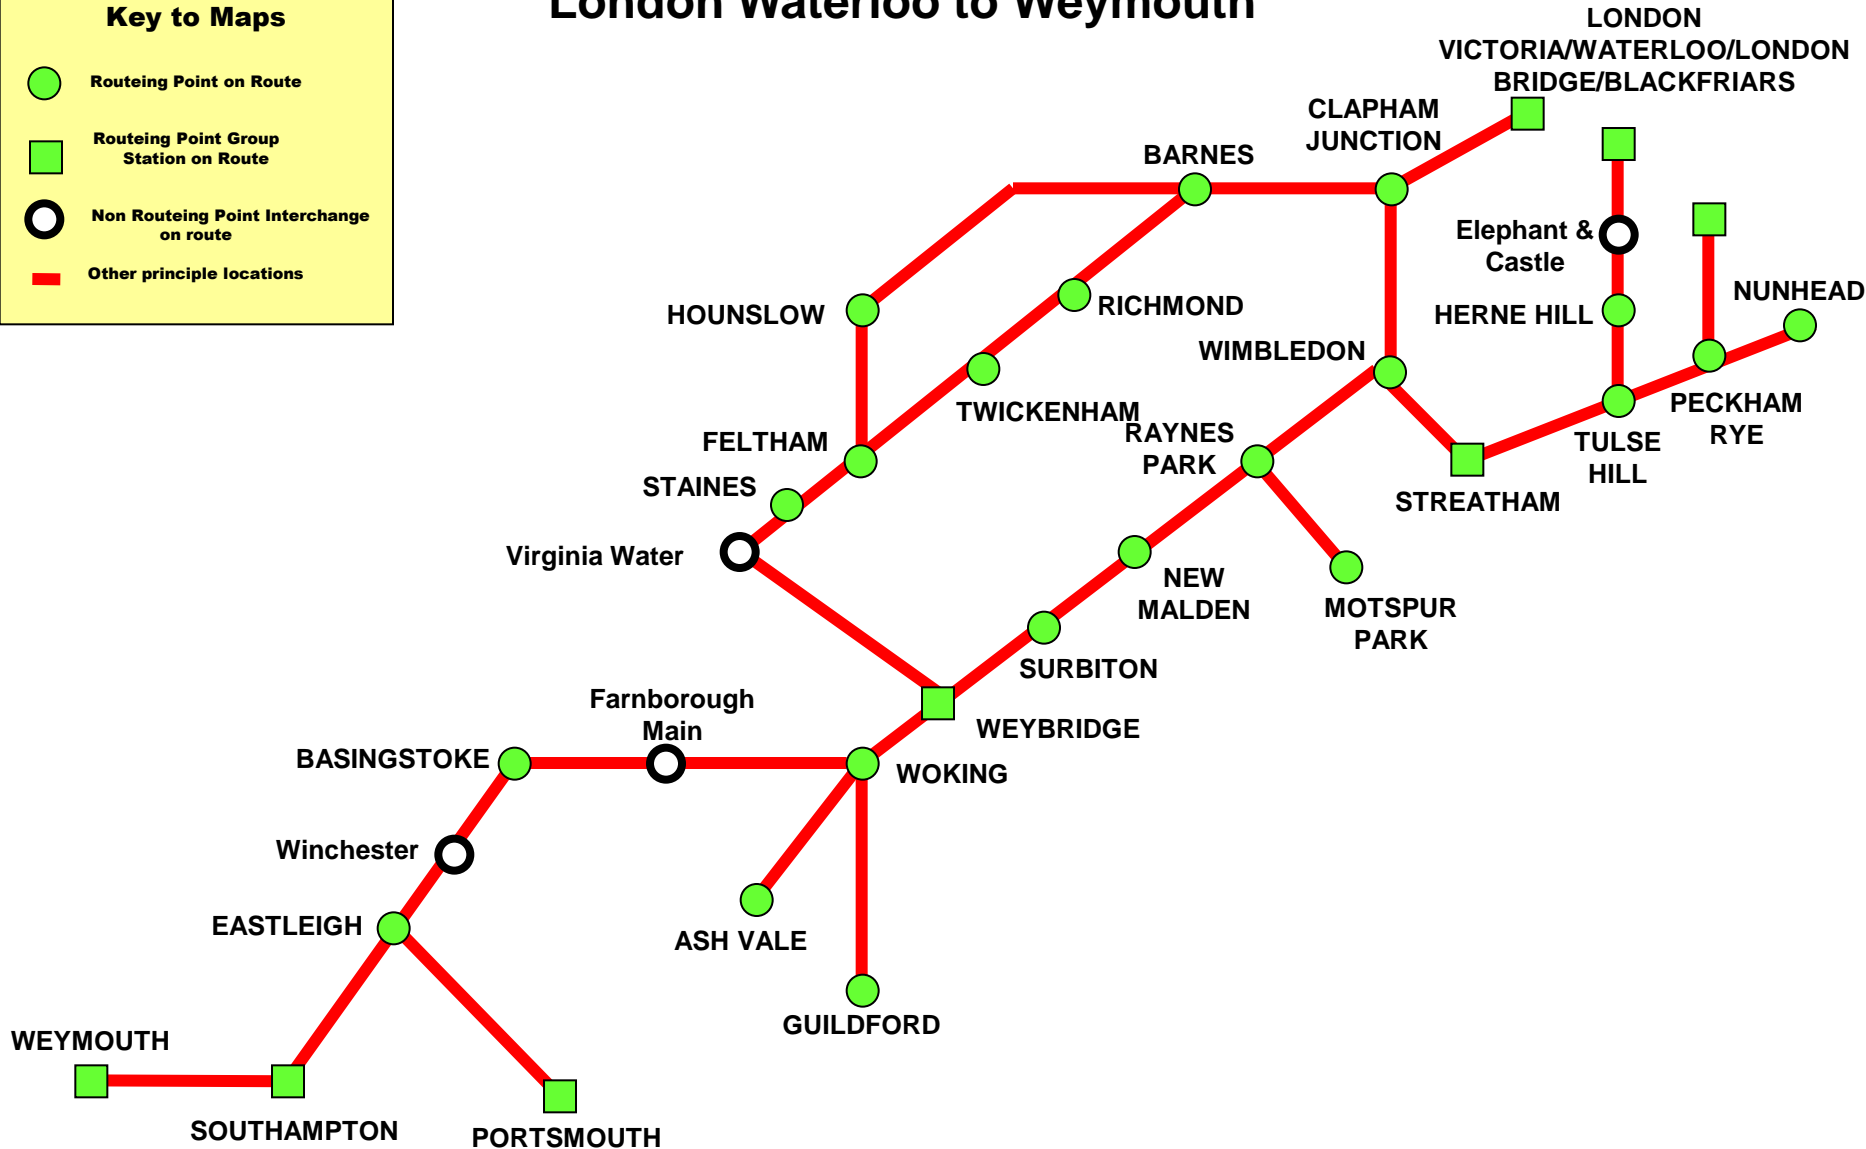 London Waterloo to Weymouth
Key to Maps
Routeing Point on Route
Routeing Point Group
Station on Route
Non Routeing Point Interchange
on route
Other principle locations
LONDON
VICTORIA/WATERLOO/LONDON
BRIDGE/BLACKFRIARS
CLAPHAM
JUNCTION
BARNES
Elephant &
Castle
NUNHEAD
HOUNSLOW
RICHMOND
HERNE HILL
WIMBLEDON
TWICKENHAM
PECKHAM
RYE
FELTHAM
RAYNES
PARK
TULSE
HILL
STAINES
STREATHAM
Virginia Water
NEW
MALDEN
MOTSPUR
PARK
SURBITON
Farnborough
Main
WEYBRIDGE
BASINGSTOKE
WOKING
Winchester
EASTLEIGH
ASH VALE
GUILDFORD
WEYMOUTH
SOUTHAMPTON
PORTSMOUTH